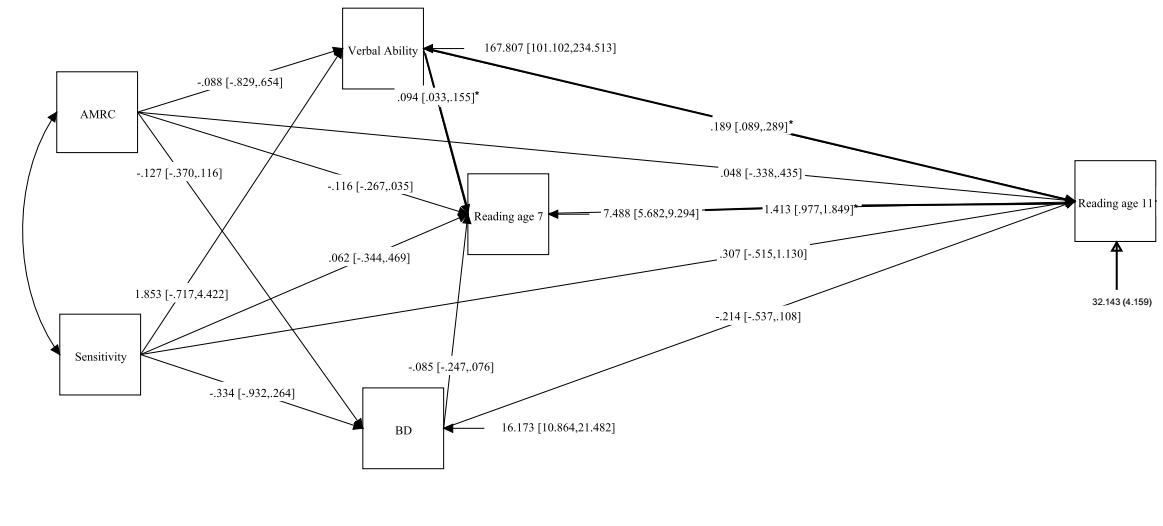 Verbal Ability
167.807 [101.102,234.513]
-.088 [-.829,.654]
.094 [.033,.155]*
AMRC
.189 [.089,.289]*
-.127 [-.370,.116]
.048 [-.338,.435]
-.116 [-.267,.035]
Reading age 7
7.488 [5.682,9.294]
1.413 [.977,1.849]*
Reading age 11
.062 [-.344,.469]
.307 [-.515,1.130]
1.853 [-.717,4.422]
32.143 (4.159)
-.214 [-.537,.108]
Sensitivity
-.085 [-.247,.076]
-.334 [-.932,.264]
BD
16.173 [10.864,21.482]